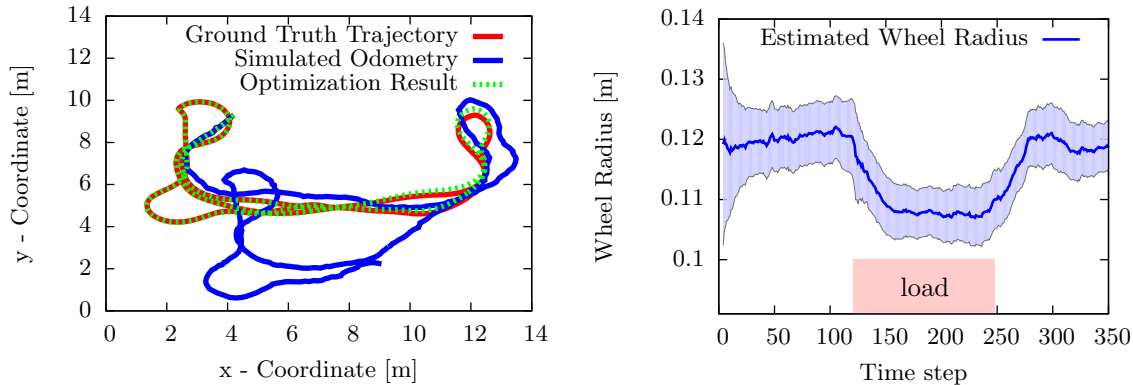 Ground Truth Trajectory
Simulated Odometry
Optimization Result
14
12
10
8
6
4
2
0
y - Coordinate [m]
0 2 4 6 8 10 12 14
x - Coordinate [m]
Estimated Wheel Radius
0.14
0.13
0.12
0.11
0.1
Wheel Radius [m]
load
0 50 100 150 200 250 300 350
Time step